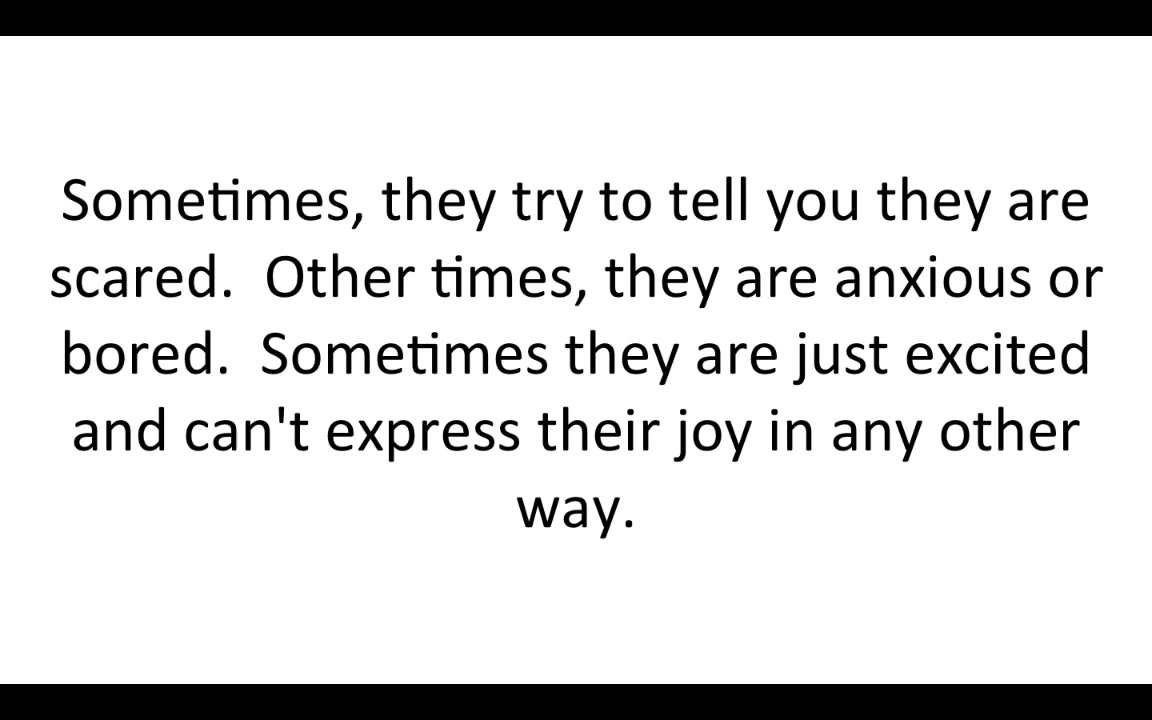 Sometimes, they try to tell you they are
scared.  Other times, they are anxious or
bored.  Sometimes they are just excited
and can't express their joy in any other
way.